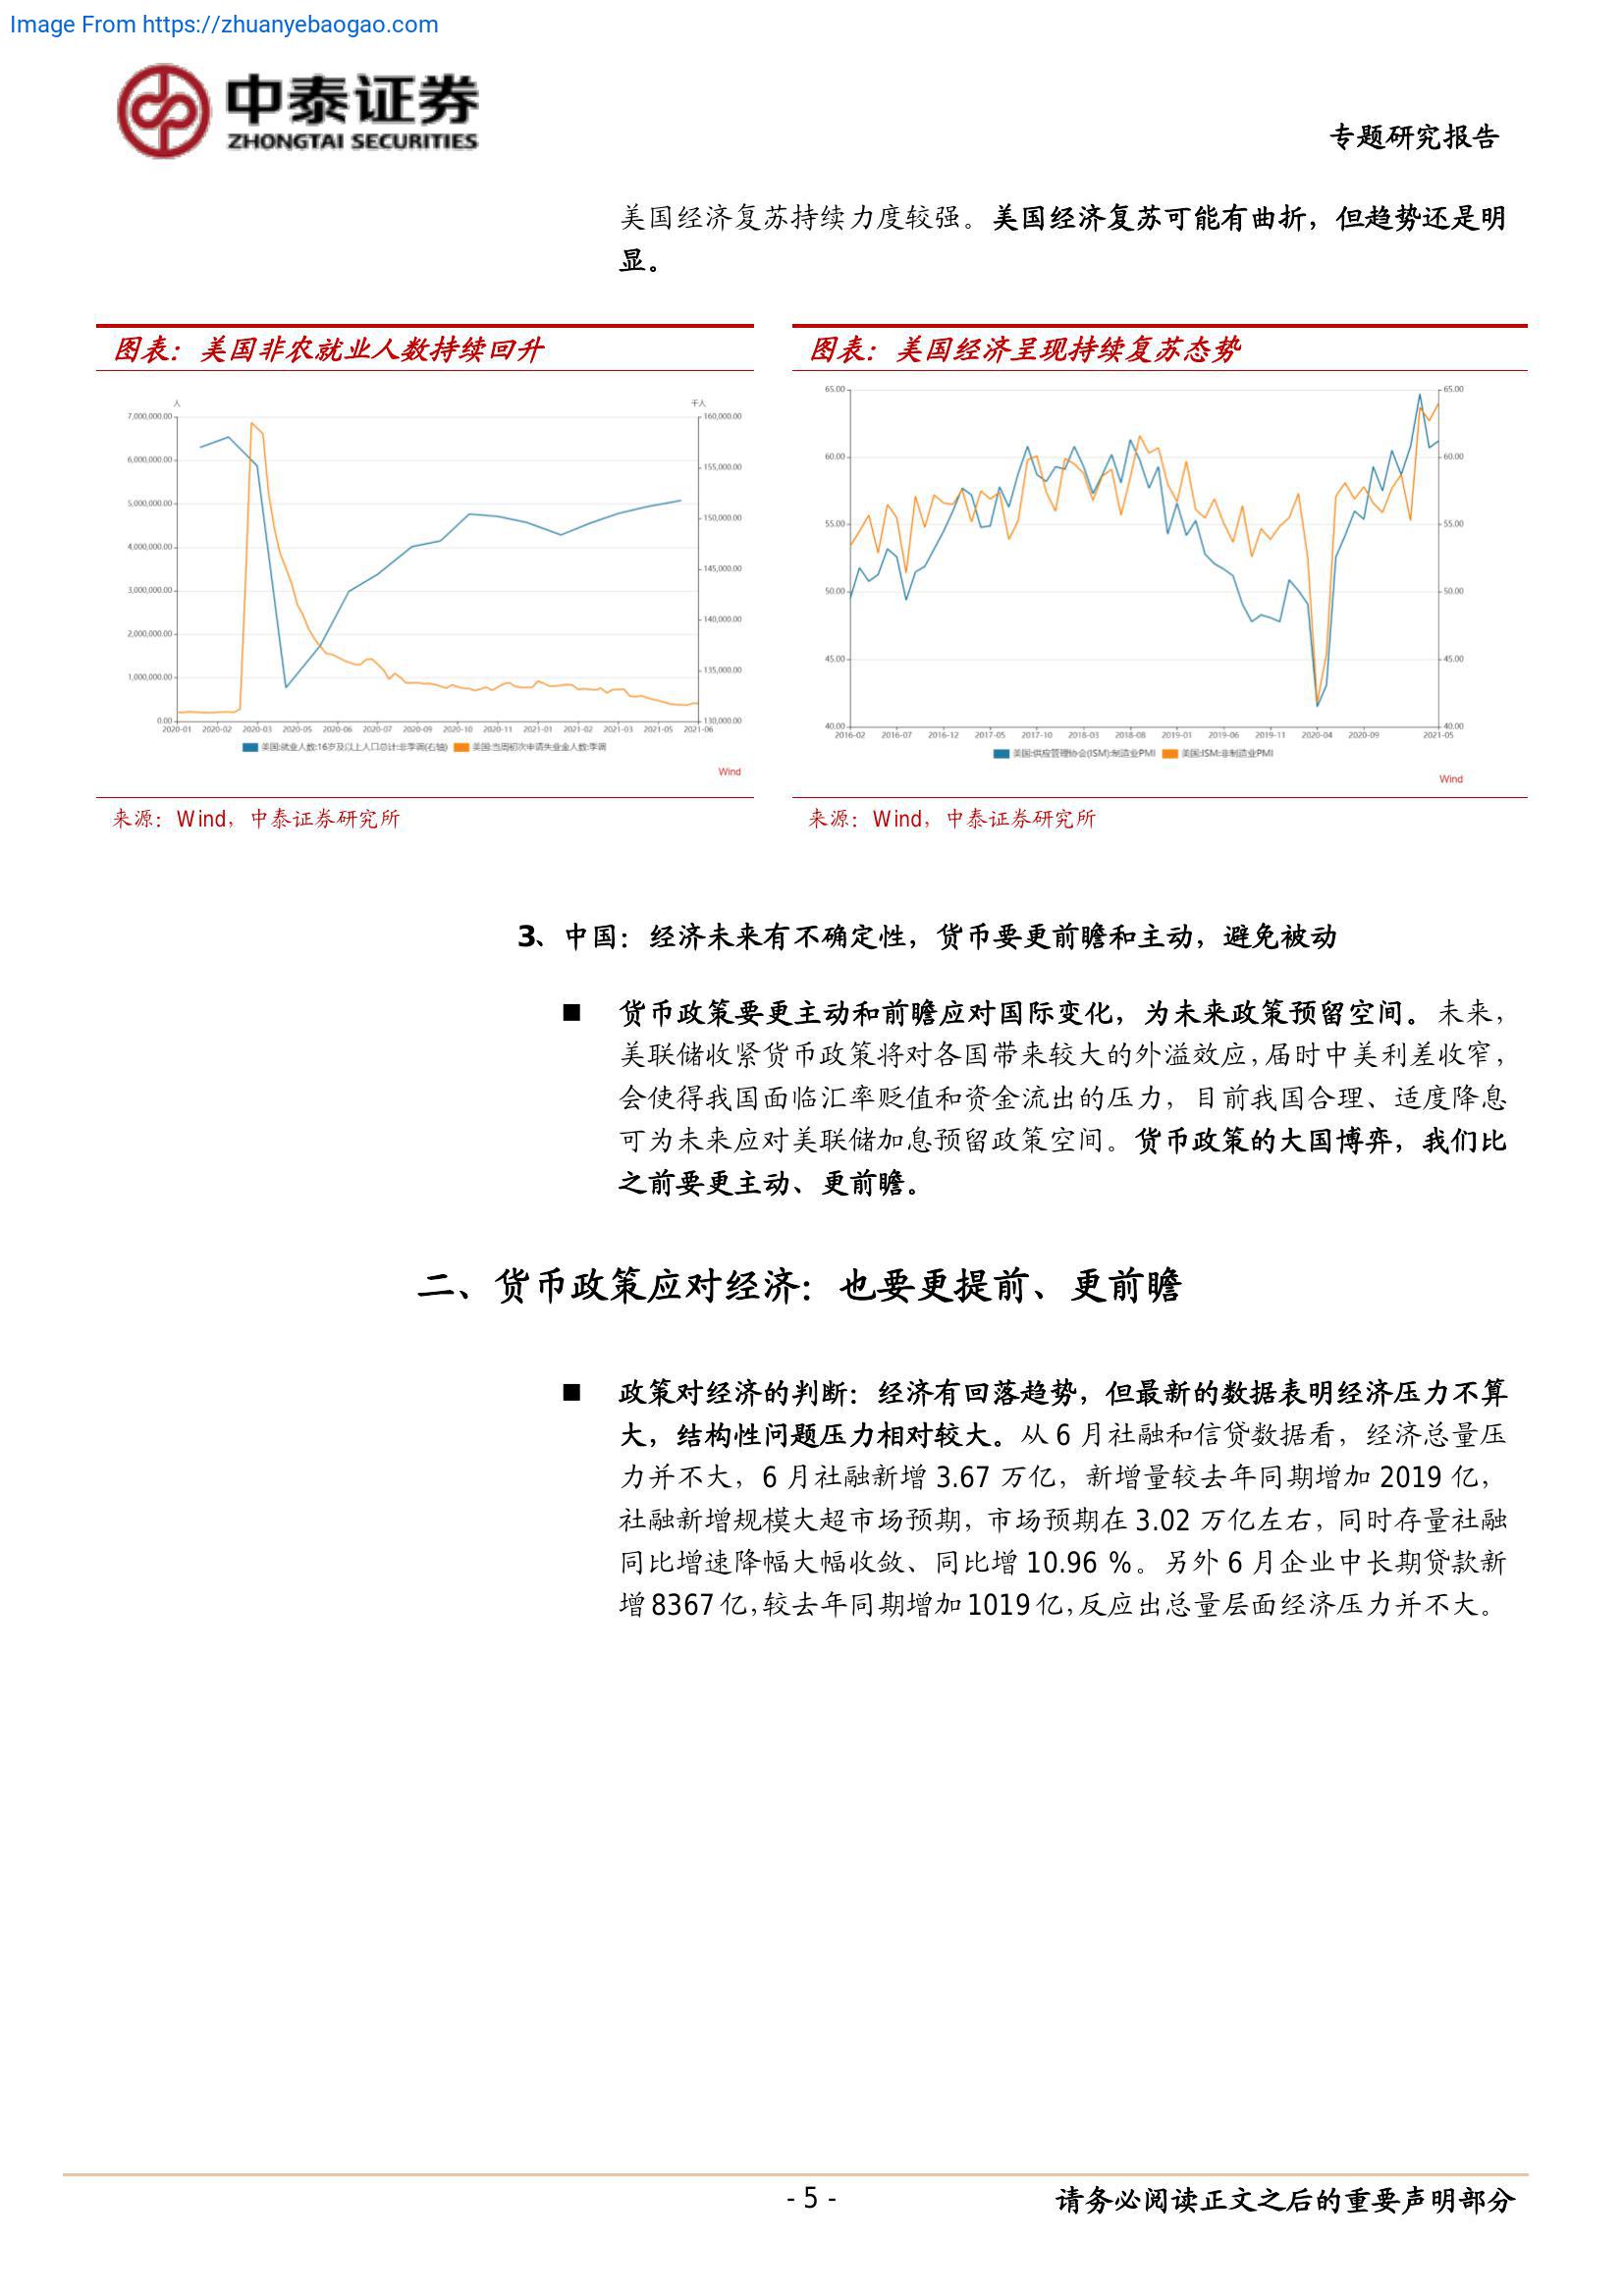 Image From https://zhuanyebaogao.com
中泰证券
ZHONGTAI SECURITIES
专题研究报告
美国经济复苏持续力度较强。美国经济复苏可能有曲折，但趋势还是明
显。
图表：美国非农就业人数持续回升
人
千人
7,000,000.00
6,000,000.00
5,000,000.00
4,000,000.00
3,000,000.00
2,000,000.00
1,000,000.00
0.00
160,000.00
155,000.00
150,000.00
145,000.00
140,000.00
135,000.00
130,000.00
2020-01 2020-02 2020-03 2020-05 2020-06 2020-07 2020-09 2020-10 2020-11 2021-01 2021-02 2021-03 2021-05 2021-06
美国:就业人数:16岁及以上人口总计:非季调(右轴) 美国:当周初次申请失业金人数:季调
Wind
来源：Wind，中泰证券研究所
图表：美国经济呈现持续复苏态势
65.00
60.00
55.00
50.00
45.00
40.00
65.00
60.00
55.00
50.00
45.00
40.00
2016-02 2016-07 2016-12 2017-05 2017-10 2018-03 2018-08 2019-01 2019-06 2019-11 2020-04 2020-09 2021-05
美国:供应管理协会(ISM):制造业PMI 美国:ISM:非制造业PMI
Wind
来源：Wind，中泰证券研究所
3、中国：经济未来有不确定性，货币要更前瞻和主动，避免被动
■ 货币政策要更主动和前瞻应对国际变化，为未来政策预留空间。未来，
美联储收紧货币政策将对各国带来较大的外溢效应，届时中美利差收窄，
会使得我国面临汇率贬值和资金流出的压力，目前我国合理、适度降息
可为未来应对美联储加息预留政策空间。货币政策的大国博弈，我们比
之前要更主动、更前瞻。
二、货币政策应对经济：也要更提前、更前瞻
■ 政策对经济的判断：经济有回落趋势，但最新的数据表明经济压力不算
大，结构性问题压力相对较大。从 6 月社融和信贷数据看，经济总量压
力并不大，6 月社融新增 3.67 万亿，新增量较去年同期增加 2019 亿，
社融新增规模大超市场预期，市场预期在 3.02 万亿左右，同时存量社融
同比增速降幅大幅收敛、同比增 10.96 %。另外 6 月企业中长期贷款新
增 8367 亿，较去年同期增加 1019 亿，反应出总量层面经济压力并不大。
- 5 -
请务必阅读正文之后的重要声明部分